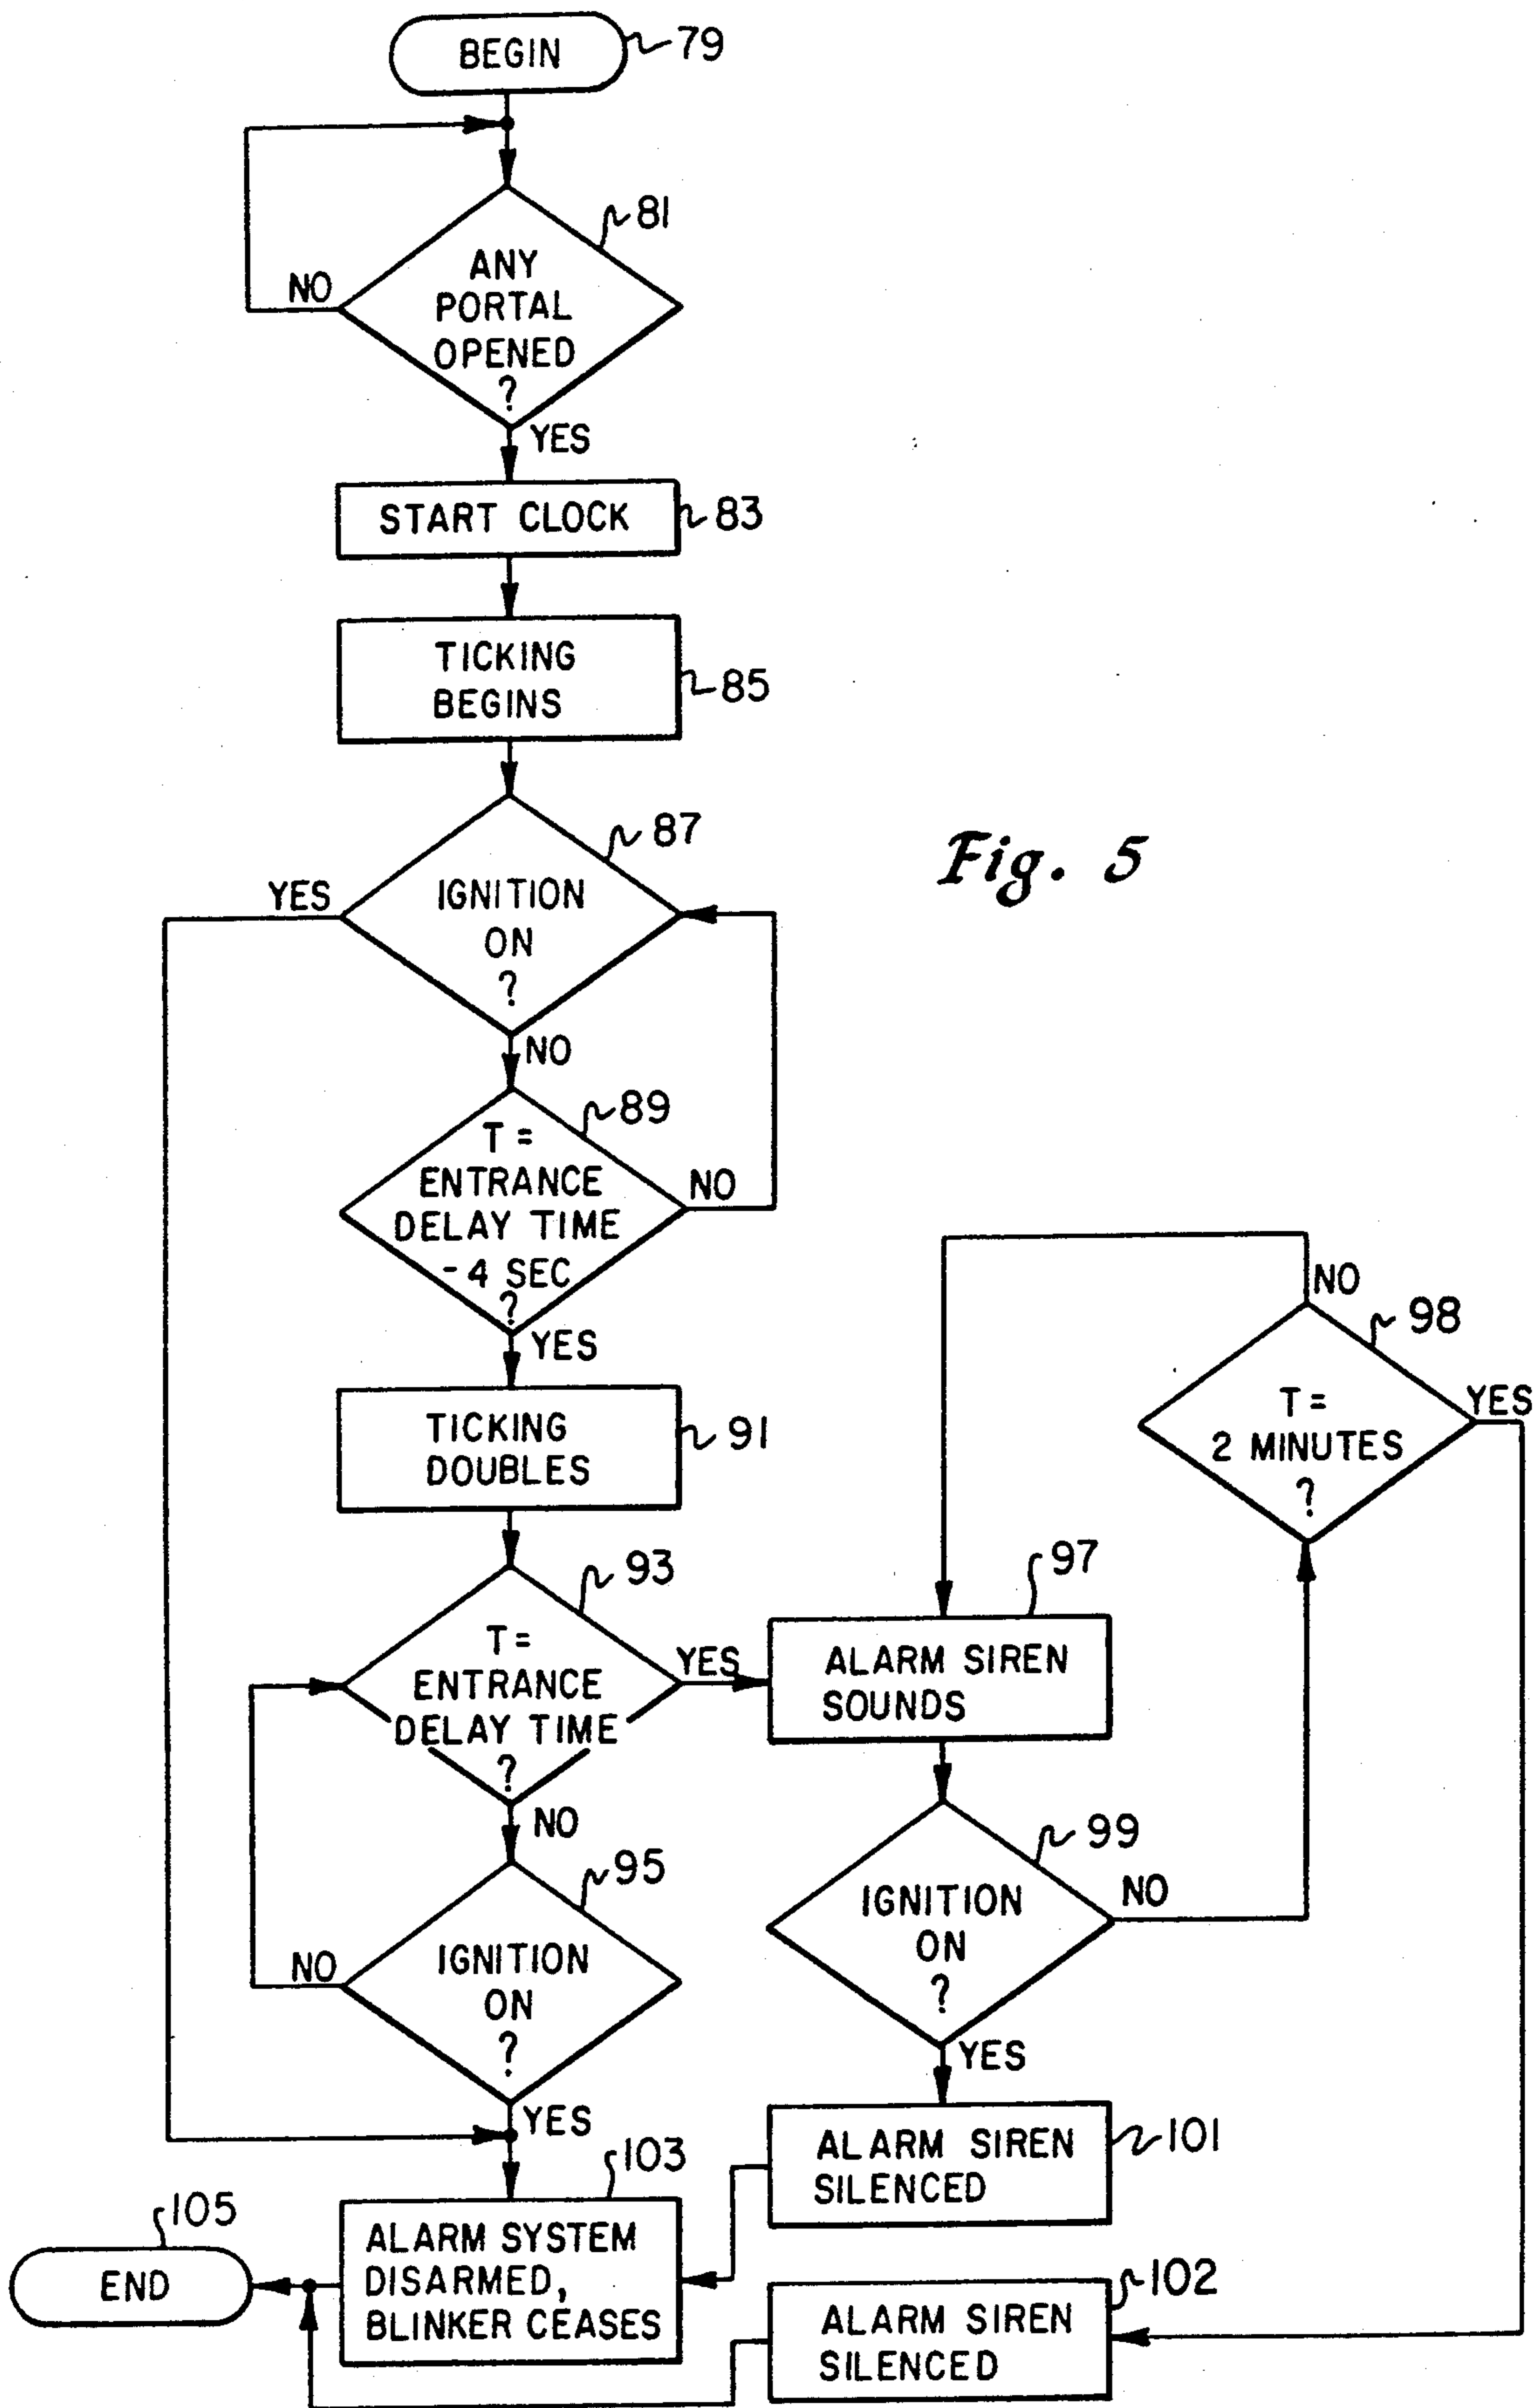 BEGIN
79
81
ANY
PORTAL
OPENED
?
NO
YES
START CLOCK
83
TICKING
BEGINS
85
87
IGNITION
ON
?
YES
NO
Fig. 5
89
T =
ENTRANCE
DELAY TIME
- 4 SEC
?
NO
YES
TICKING
DOUBLES
91
93
T =
ENTRANCE
DELAY TIME
?
YES
NO
95
IGNITION
ON
?
NO
YES
NO
98
T =
2 MINUTES
?
YES
97
ALARM SIREN
SOUNDS
99
IGNITION
ON
?
NO
YES
ALARM SIREN
SILENCED
101
103
ALARM SYSTEM
DISARMED,
BLINKER CEASES
105
END
102
ALARM SIREN
SILENCED